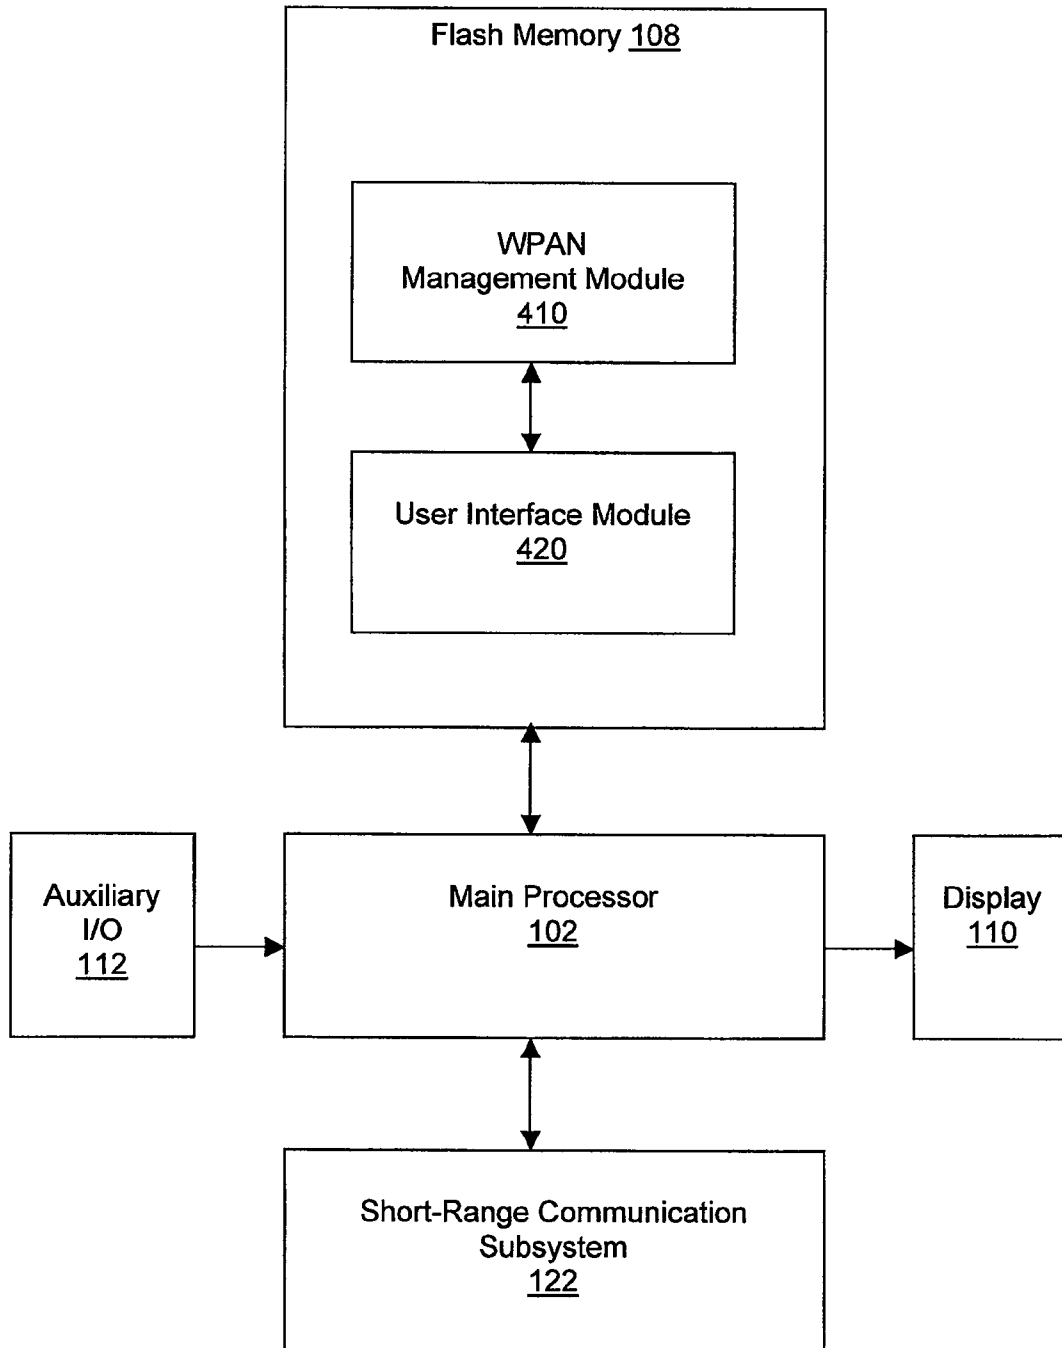 Flash Memory 108
WPAN
Management Module
410
User Interface Module
420
Auxiliary
I/O
112
Main Processor
102
Display
110
Short-Range Communication
Subsystem
122